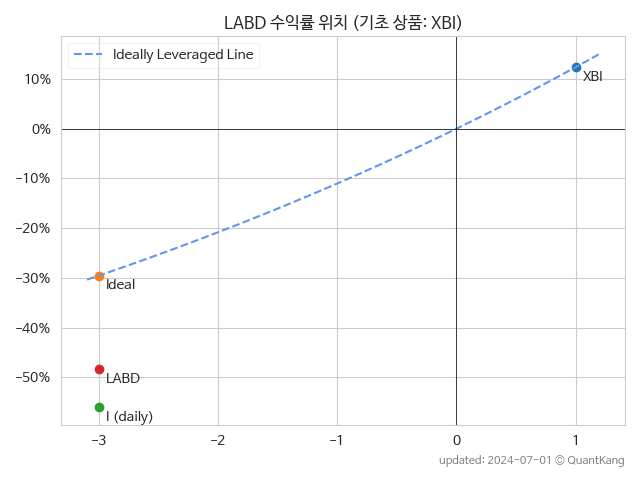 LABD 수익률 위치 (기초 상품: XBI)
Ideally Leveraged Line
10%
0%
−10%
−20%
−30%
−40%
−50%
XBI
Ideal
LABD
I (daily)
−3
−2
−1
0
1
updated: 2024-07-01 © QuantKang